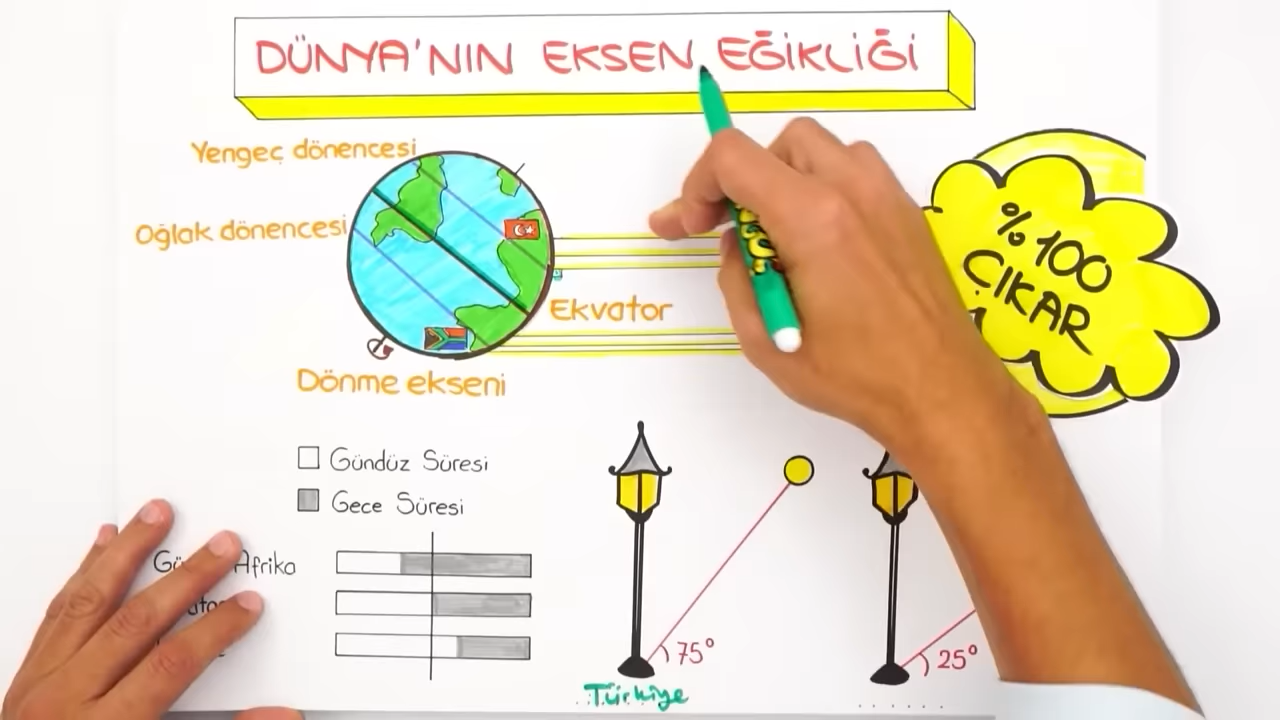 DÜNYA'NIN EKSEN EĞİKLİĞİ
Yengeç dönencesi
Oğlak dönencesi
Ekvator
Dönme ekseni
% 100
ÇIKAR
Gündüz Süresi
Gece Süresi
Afrika
75°
25°
Türkiye